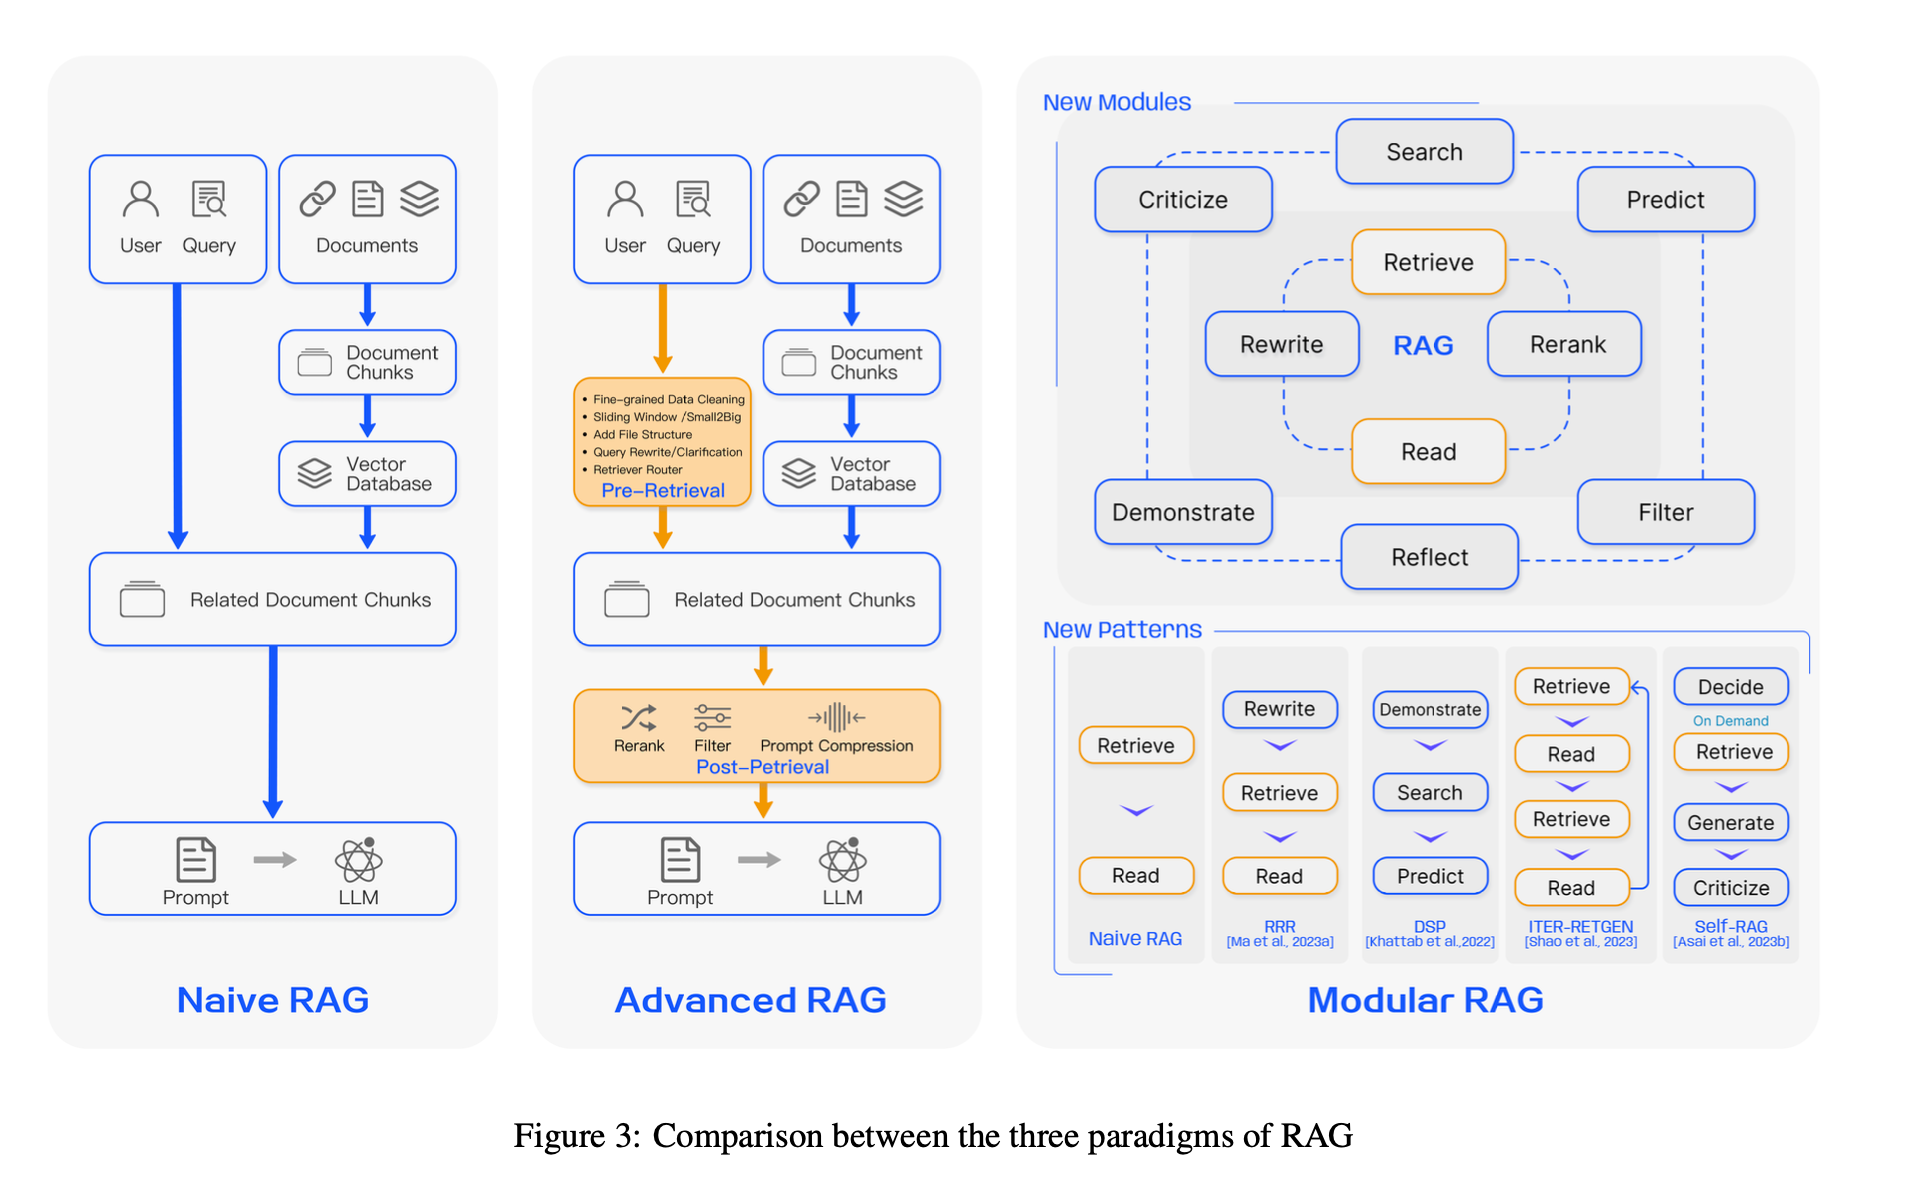 User Query
Documents
Document
Chunks
Vector
Database
Related Document Chunks
Prompt
LLM
Naive RAG
User Query
Documents
• Fine-grained Data Cleaning
• Sliding Window /Small2Big
• Add File Structure
• Query Rewrite/Clarification
• Retriever Router
Pre-Retrieval
Document
Chunks
Vector
Database
Related Document Chunks
Rerank
Filter
Prompt Compression
Post-Petrieval
Prompt
LLM
Advanced RAG
New Modules
Search
Criticize
Predict
Retrieve
Rewrite
RAG
Rerank
Read
Demonstrate
Filter
Reflect
New Patterns
Retrieve
Read
Naive RAG
Rewrite
Retrieve
Read
RRR
[Ma et al., 2023a]
Demonstrate
Search
Predict
DSP
[Khattab et al.,2022]
Retrieve
Read
Retrieve
Read
ITER-RETGEN
[Shao et al., 2023]
Decide
On Demand
Retrieve
Generate
Criticize
Self-RAG
[Asai et al., 2023b]
Modular RAG
Figure 3: Comparison between the three paradigms of RAG